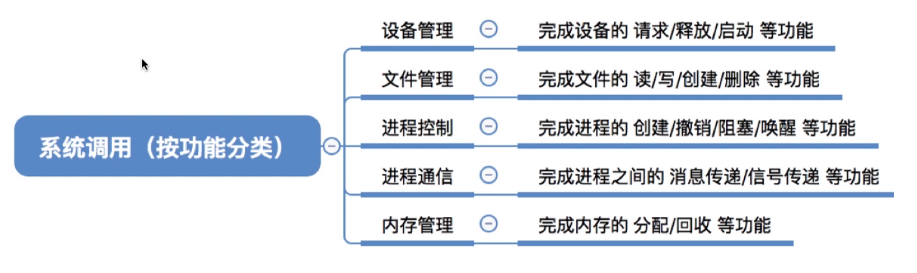 系统调用（按功能分类）
设备管理 完成设备的 请求/释放/启动 等功能
文件管理 完成文件的 读/写/创建/删除 等功能
进程控制 完成进程的 创建/撤销/阻塞/唤醒 等功能
进程通信 完成进程之间的 消息传递/信号传递 等功能
内存管理 完成内存的 分配/回收 等功能